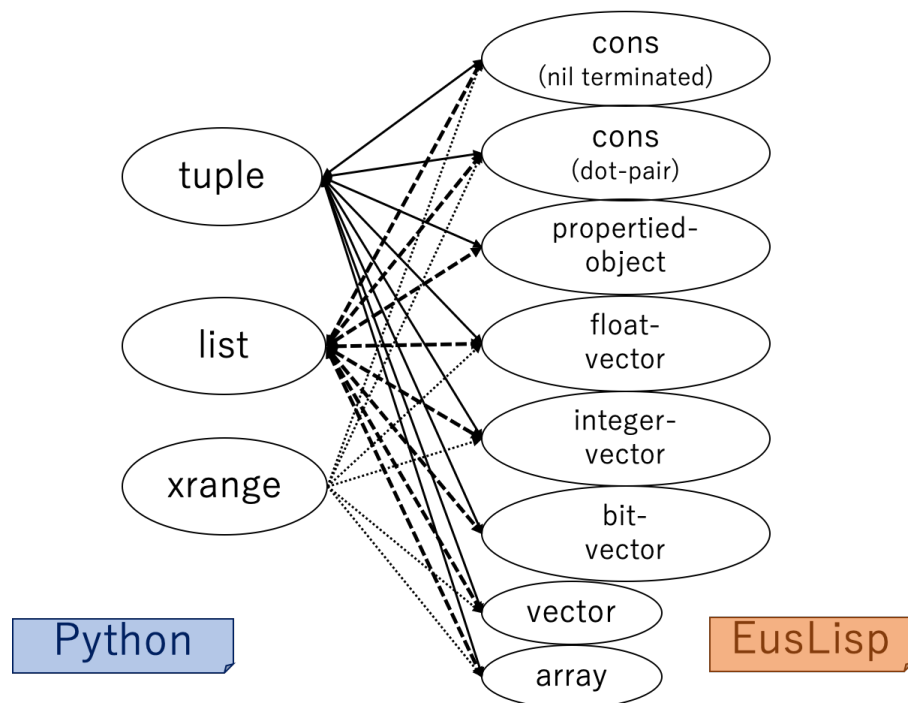 tuple
list
xrange
cons
(nil terminated)
cons
(dot-pair)
propertied-
object
float-
vector
integer-
vector
bit-
vector
vector
array
Python
EusLisp